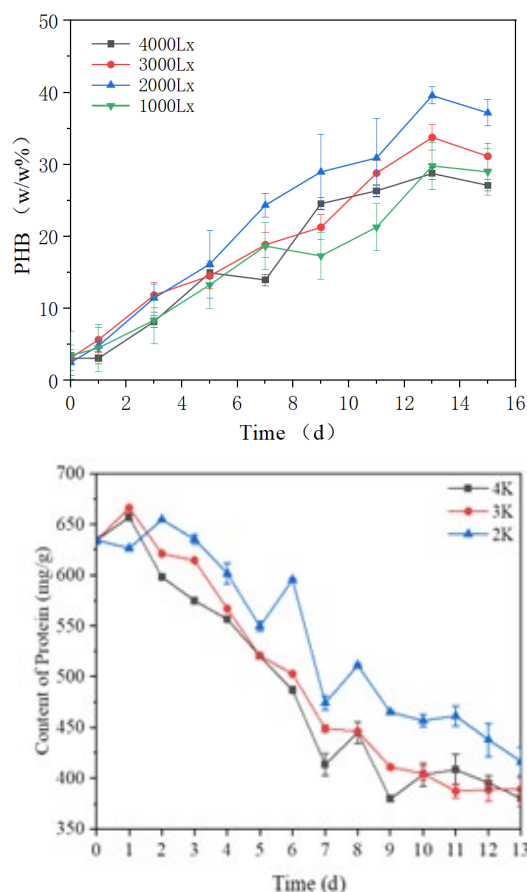 50
40
30
20
10
0
PHB （w/w%）
4000Lx
3000Lx
2000Lx
1000Lx
0 2 4 6 8 10 12 14 16
Time （d）
700
650
600
550
500
450
400
350
Content of Protein (mg/g)
4K
3K
2K
0 1 2 3 4 5 6 7 8 9 10 11 12 13
Time (d)